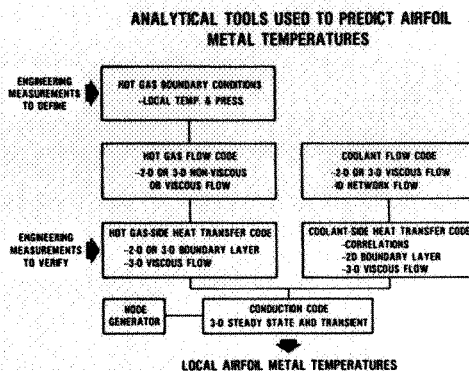 ANALYTICAL TOOLS USED TO PREDICT AIRFOIL
METAL TEMPERATURES
ENGINEERING
MEASUREMENTS
TO DEFINE
HOT GAS BOUNDARY CONDITIONS
-LOCAL TEMP. & PRESS
HOT GAS FLOW CODE
-2-D OR 3-D NON-VISCOUS
OR VISCOUS FLOW
COOLANT FLOW CODE
-2-D OR 3-D VISCOUS FLOW
NETWORK FLOW
ENGINEERING
MEASUREMENTS
TO VERIFY
HOT GAS-SIDE HEAT TRANSFER CODE
-2-D OR 3-D BOUNDARY LAYER
-3-D VISCOUS FLOW
COOLANT-SIDE HEAT TRANSFER CODE
-CORRELATIONS
-2D BOUNDARY LAYER
-3-D VISCOUS FLOW
NODE
GENERATOR
CONDUCTION CODE
3-D STEADY STATE AND TRANSIENT
LOCAL AIRFOIL METAL TEMPERATURES